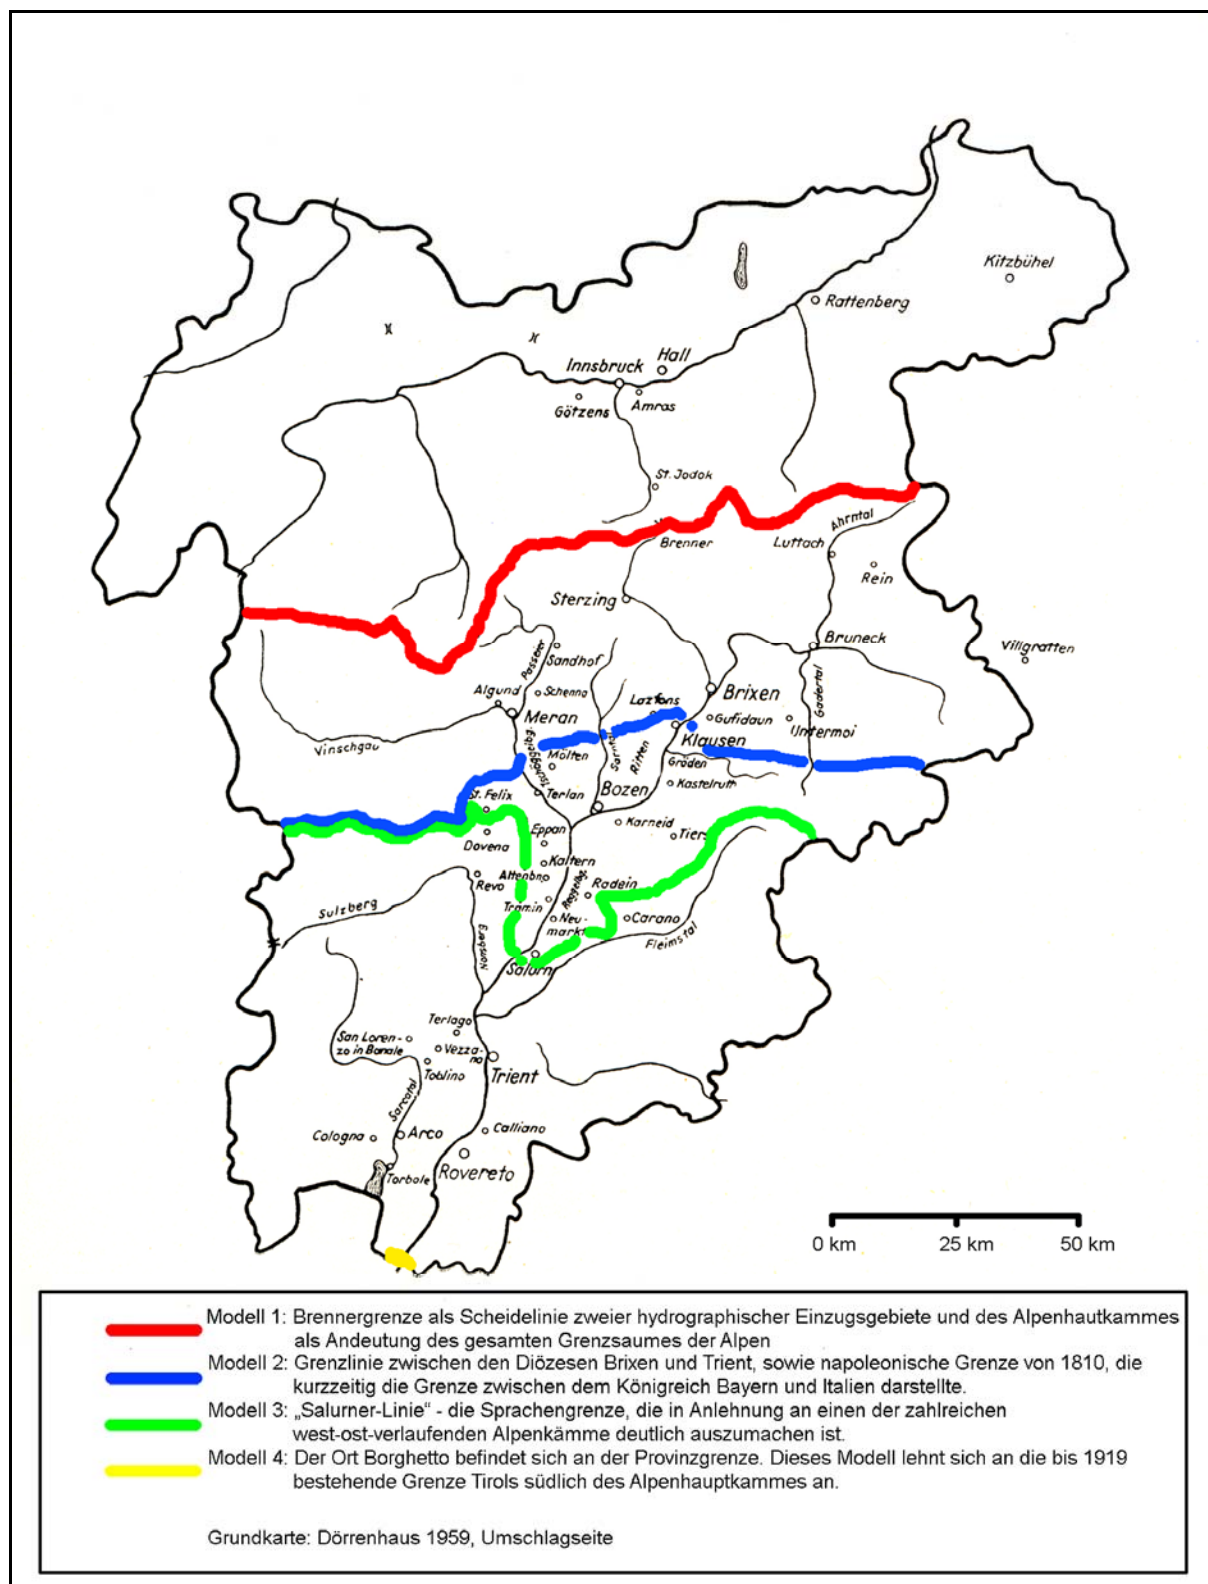 Kitzbühel
Rattenberg
Hall
Innsbruck
Götzens
Amras
St. Jodok
Ahrntal
Brenner
Luttach
Rein
Sterzing
Bruneck
Villgratten
Passeier
Sandhof
Gadertal
Algund
Schenna
Lazfons
Brixen
Meran
Gufidaun
Untermoi
Klausen
Vinschgau
Tschöggelbg.
Mölten
Sarntal
Ritten
Gröden
St. Felix
Terlan
Bozen
Kastelruth
Eppan
Karneid
Tiers
Dovena
Kaltern
Revo
Altenbg.
Radein
Reggelbg.
Sulzberg
Tramin
Neu-
markt
Carano
Fleimstal
Nonsberg
Salurn
Terlago
San Loren-
zo in Banale
Vezza-
no
Toblino
Trient
Sarcatal
Cologna
Arco
Calliano
Rovereto
Torbole
0 km 25 km 50 km
Modell 1: Brennergrenze als Scheidelinie zweier hydrographischer Einzugsgebiete und des Alpenhautkammes
als Andeutung des gesamten Grenzsaumes der Alpen
Modell 2: Grenzlinie zwischen den Diözesen Brixen und Trient, sowie napoleonische Grenze von 1810, die
kurzzeitig die Grenze zwischen dem Königreich Bayern und Italien darstellte.
Modell 3: „Salurner-Linie“ - die Sprachengrenze, die in Anlehnung an einen der zahlreichen
west-ost-verlaufenden Alpenkämme deutlich auszumachen ist.
Modell 4: Der Ort Borghetto befindet sich an der Provinzgrenze. Dieses Modell lehnt sich an die bis 1919
bestehende Grenze Tirols südlich des Alpenhauptkammes an.
Grundkarte: Dörrenhaus 1959, Umschlagseite